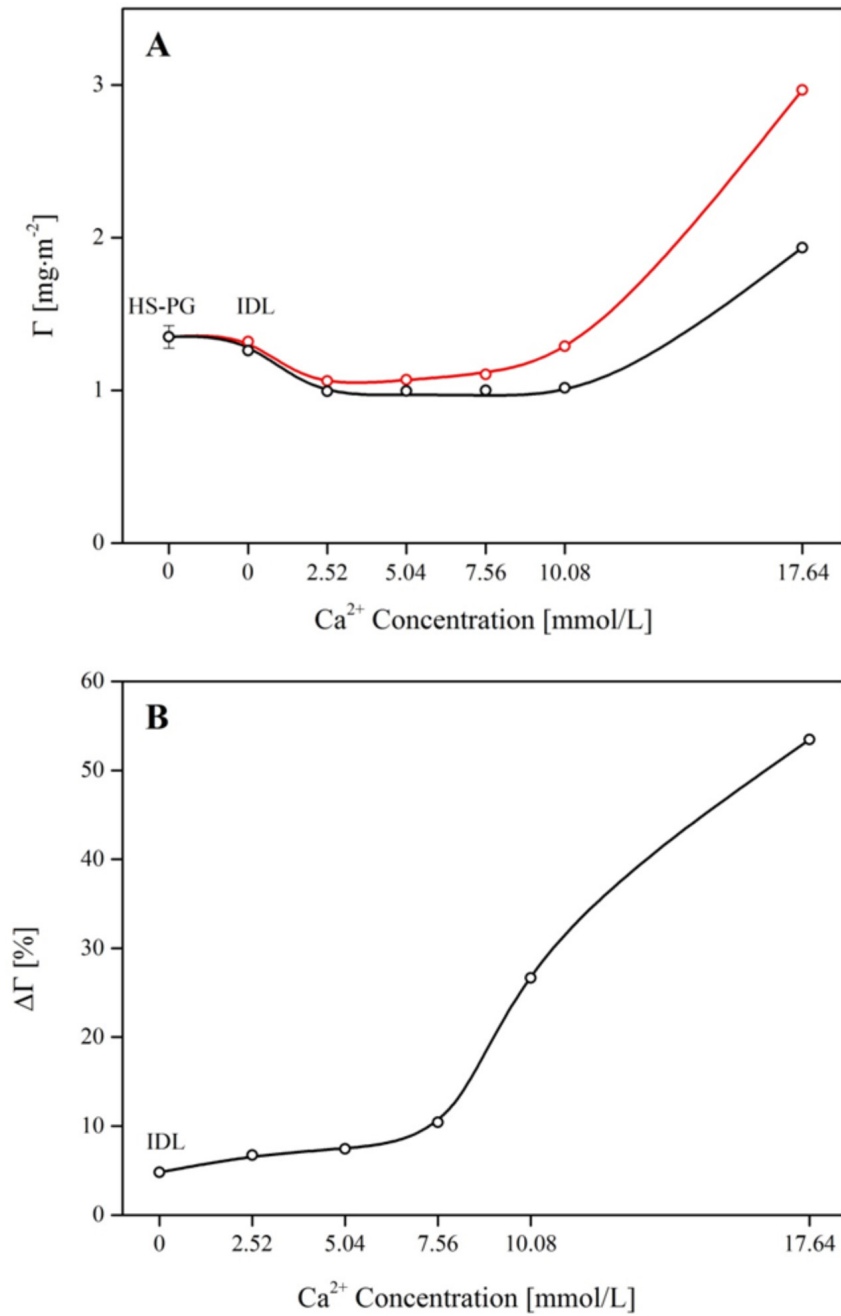 A
3
2
1
0
Γ [mg·m⁻²]
HS-PG
IDL
0
0
2.52
5.04
7.56
10.08
17.64
Ca²⁺ Concentration [mmol/L]
B
60
50
40
30
20
10
0
ΔΓ [%]
IDL
0
2.52
5.04
7.56
10.08
17.64
Ca²⁺ Concentration [mmol/L]